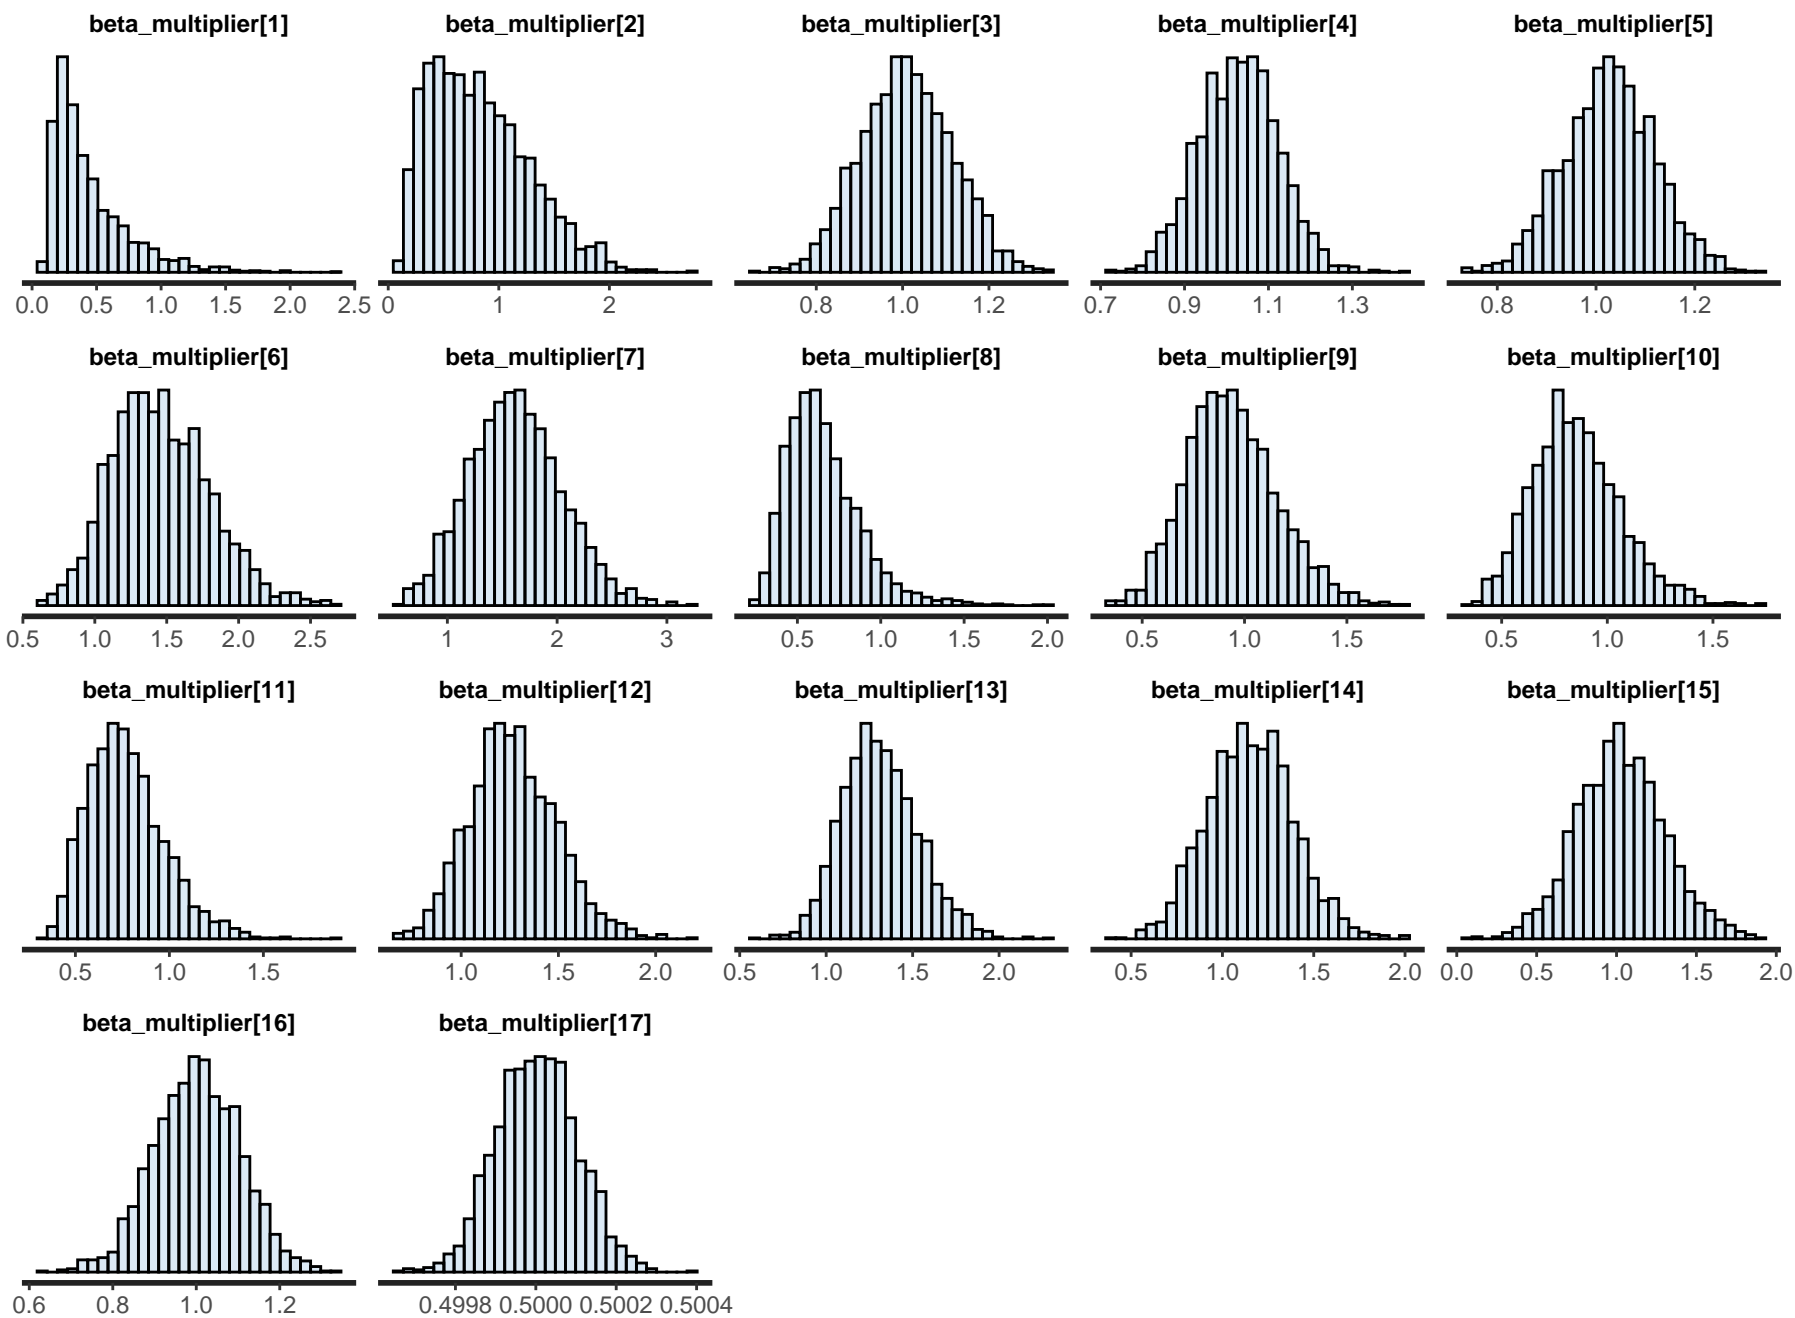 beta_multiplier[1] beta_multiplier[2] beta_multiplier[3] beta_multiplier[4] beta_multiplier[5]
0.0 0.5 1.0 1.5 2.0 2.5 0 1 2 0.8 1.0 1.2 0.7 0.9 1.1 1.3 0.8 1.0 1.2
beta_multiplier[6] beta_multiplier[7] beta_multiplier[8] beta_multiplier[9] beta_multiplier[10]
0.5 1.0 1.5 2.0 2.5 1 2 3 0.5 1.0 1.5 2.0 0.5 1.0 1.5 0.5 1.0 1.5
beta_multiplier[11] beta_multiplier[12] beta_multiplier[13] beta_multiplier[14] beta_multiplier[15]
0.5 1.0 1.5 1.0 1.5 2.0 0.5 1.0 1.5 2.0 0.5 1.0 1.5 2.0 0.0 0.5 1.0 1.5 2.0
beta_multiplier[16] beta_multiplier[17]
0.6 0.8 1.0 1.2 0.4998 0.5000 0.5002 0.5004